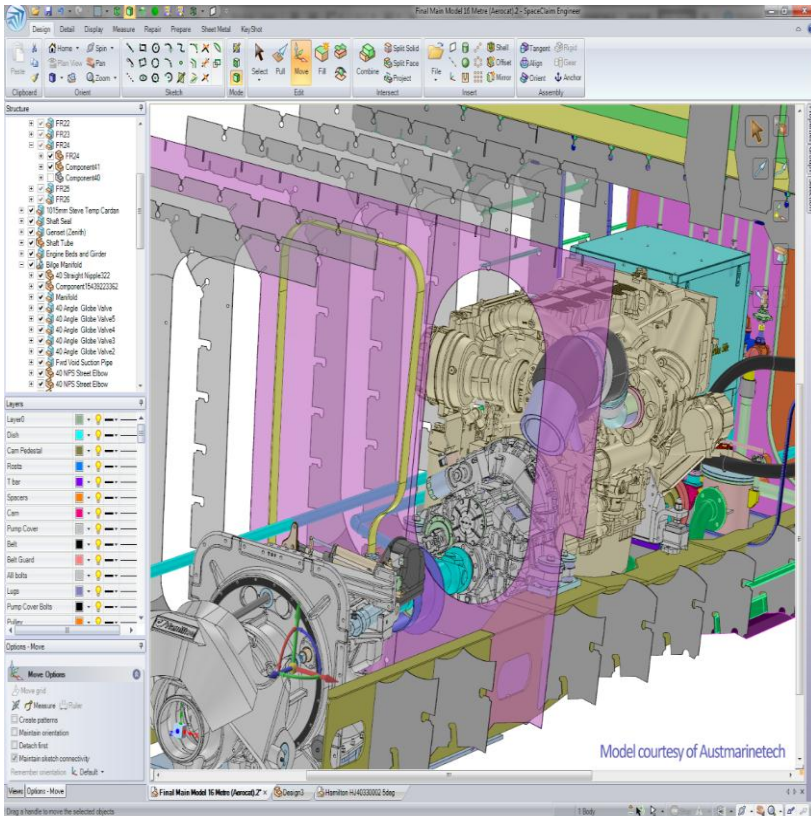 Final Main Model 16 Metre (Aerocat).2* - SpaceClaim Engineer
File
Design Detail Display Measure Repair Prepare Sheet Metal KeyShot
Paste
Clipboard
Home Spin
Plan View Pan
Zoom
Orient
Sketch
Mode
Select Pull Move Fill
Edit
Combine
Split Solid
Split Face
Project
Intersect
File
Shell
Offset
Mirror
Insert
Tangent Rigid
Align Gear
Orient Anchor
Assembly
Structure
FR22
FR23
FR24
FR24
Component41
Component40
FR25
FR26
1015mm Steve Temp Cardan
Shaft Seal
Genset (Zenith)
Shaft Tube
Engine Beds and Girder
Bilge Manifold
40 Straight Nipple322
Component15439223362
Manifold
40 Angle Globe Valve
40 Angle Globe Valve5
40 Angle Globe Valve4
40 Angle Globe Valve3
40 Angle Globe Valve2
Fwd Void Suction Pipe
40 NPS Street Elbow
40 NPS Street Elbow
Layers
Layer0
Dish
Cam Pedestal
Floats
T bar
Spacers
Cam
Pump Cover
Belt
Belt Guard
All bolts
Lugs
Pump Cover Bolts
Pulley
Options - Move
Move Options
Move grid
Measure Ruler
Create patterns
Maintain orientation
Detach first
Maintain sketch connectivity
Remember orientation Default
Views Options - Move
Hamilton
Model courtesy of Austmarinetech
Final Main Model 16 Metre (Aerocat).2* Design3 Hamilton HJ40330002 5deg
Drag a handle to move the selected objects
1 Body